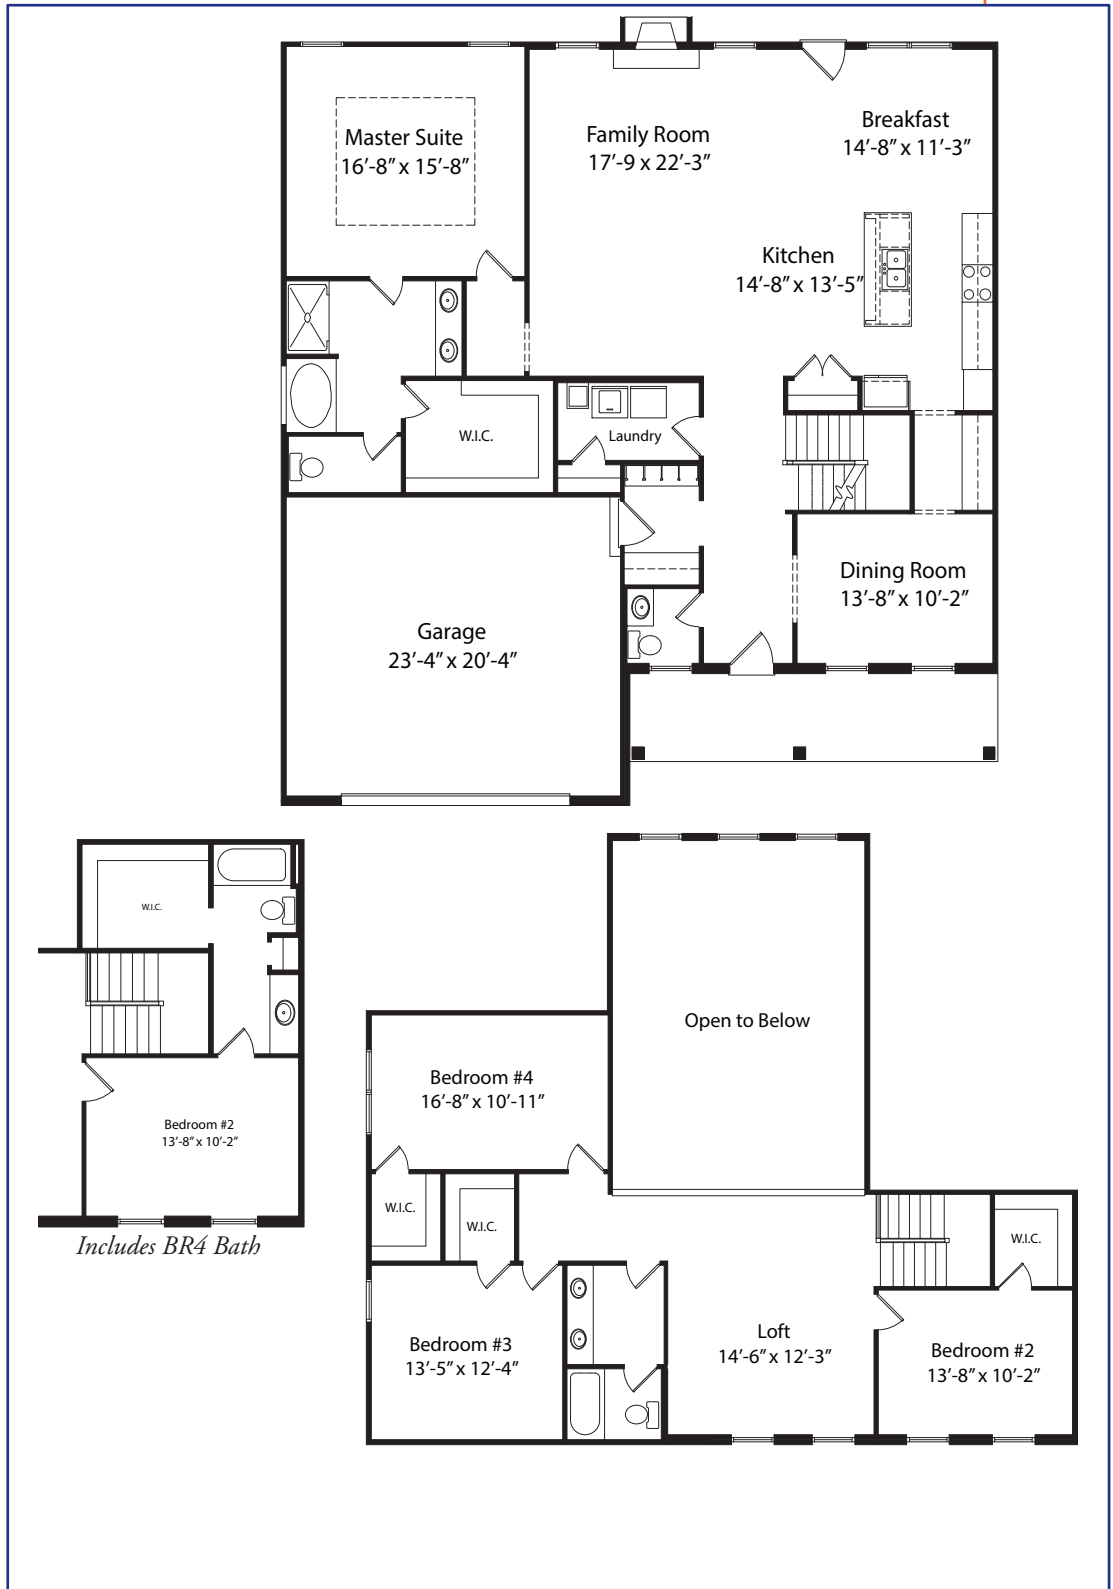 Master Suite
16’-8” x 15’-8”
Family Room
17’-9 x 22’-3”
Breakfast
14’-8” x 11’-3”
Kitchen
14’-8” x 13’-5”
W.I.C.
Laundry
Dining Room
13’-8” x 10’-2”
Garage
23’-4” x 20’-4”
W.I.C.
Bedroom #2
13’-8” x 10’-2”
Includes BR4 Bath
Open to Below
Bedroom #4
16’-8” x 10’-11”
W.I.C.
W.I.C.
W.I.C.
Bedroom #3
13’-5” x 12’-4”
Loft
14’-6” x 12’-3”
Bedroom #2
13’-8” x 10’-2”